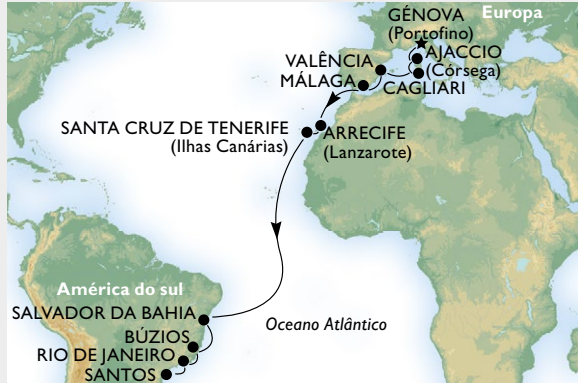 Europa
GÉNOVA
(Portofino)
AJACCIO
(Córsega)
VALÊNCIA
MÁLAGA
CAGLIARI
SANTA CRUZ DE TENERIFE
(Ilhas Canárias)
ARRECIFE
(Lanzarote)
América do sul
SALVADOR DA BAHIA
Oceano Atlântico
BÚZIOS
RIO DE JANEIRO
SANTOS